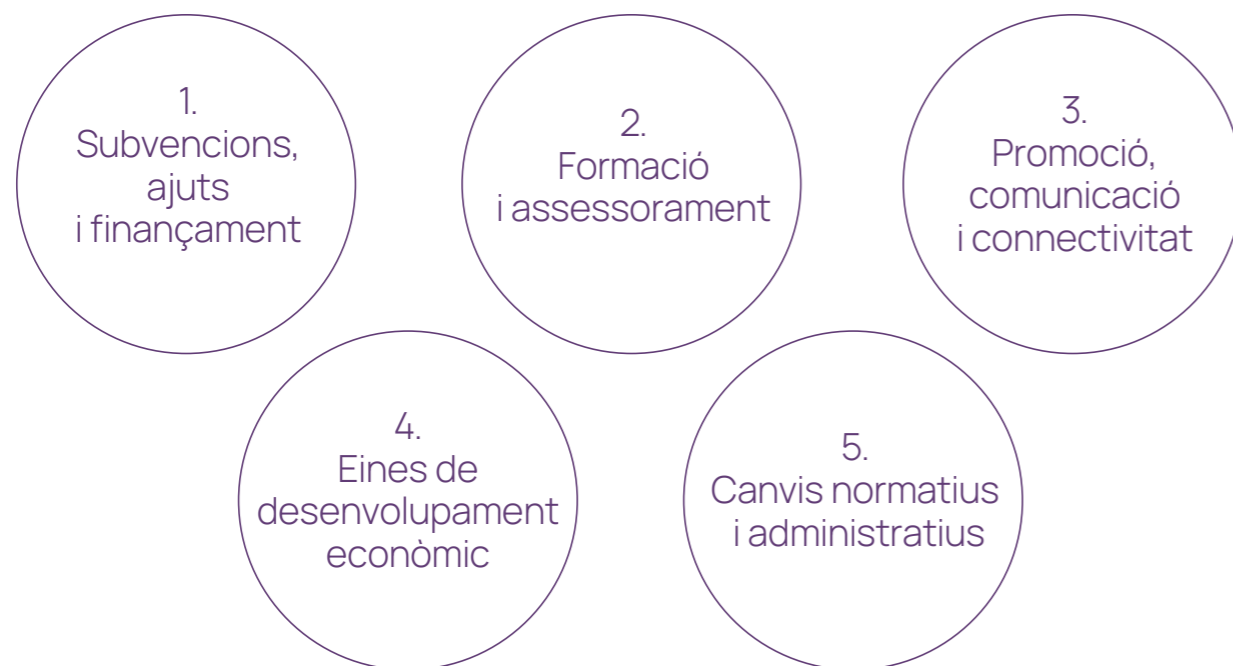 1.
Subvencions,
ajuts
i finançament
2.
Formació
i assessorament
3.
Promoció,
comunicació
i connectivitat
4.
Eines de
desenvolupament
econòmic
5.
Canvis normatius
i administratius